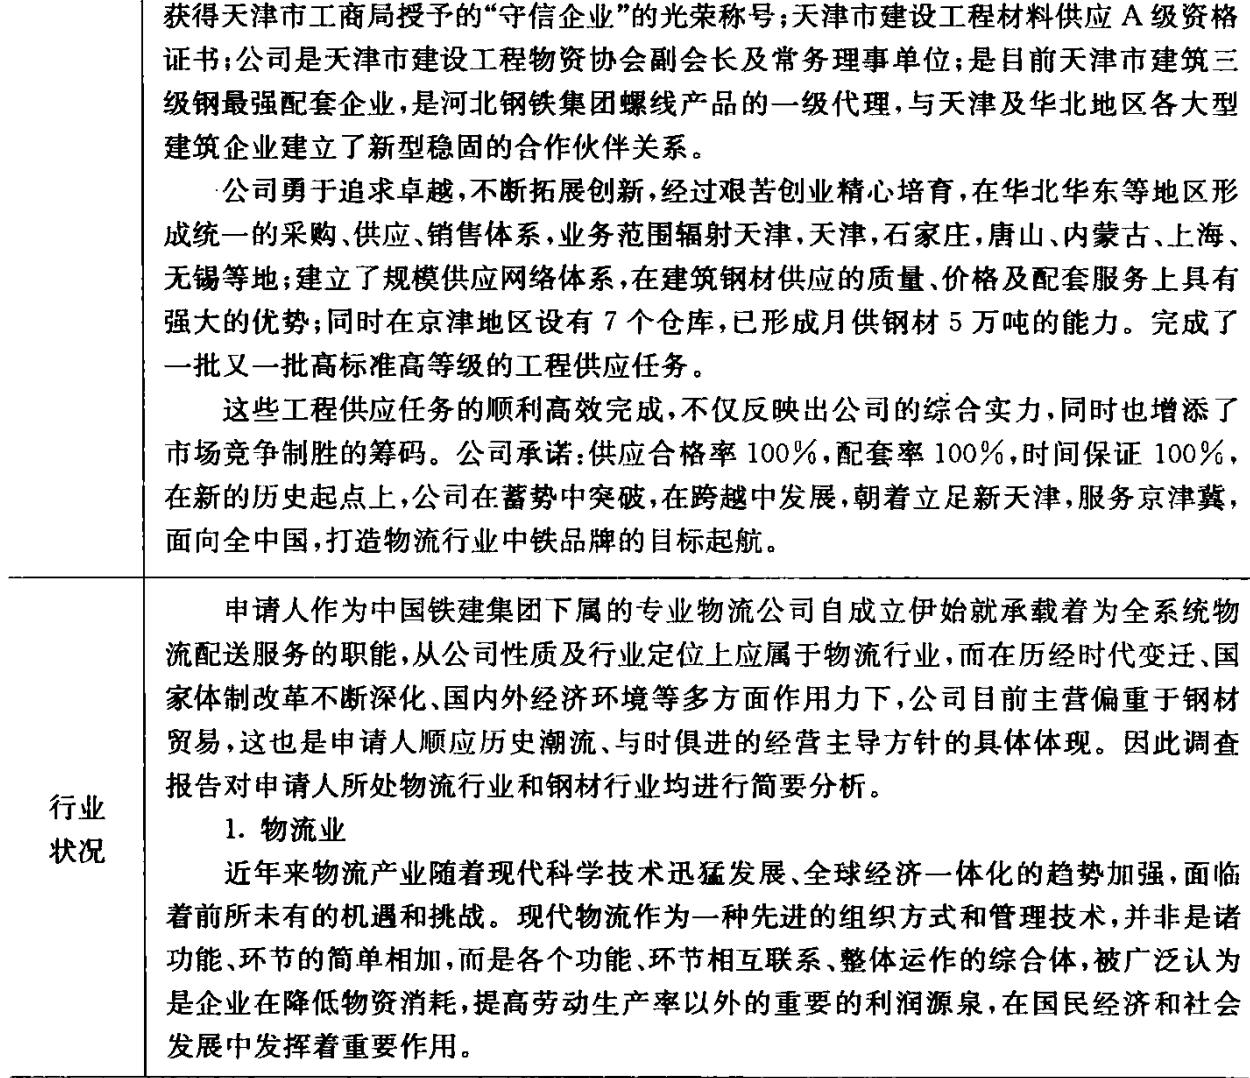 获得天津市工商局授予的“守信企业”的光荣称号;天津市建设工程材料供应 A 级资格
证书;公司是天津市建设工程物资协会副会长及常务理事单位;是目前天津市建筑三
级钢最强配套企业,是河北钢铁集团螺线产品的一级代理,与天津及华北地区各大型
建筑企业建立了新型稳固的合作伙伴关系。
公司勇于追求卓越,不断拓展创新,经过艰苦创业精心培育,在华北华东等地区形
成统一的采购、供应、销售体系,业务范围辐射天津,天津,石家庄,唐山、内蒙古、上海、
无锡等地;建立了规模供应网络体系,在建筑钢材供应的质量、价格及配套服务上具有
强大的优势;同时在京津地区设有 7 个仓库,已形成月供钢材 5 万吨的能力。完成了
一批又一批高标准高等级的工程供应任务。
这些工程供应任务的顺利高效完成,不仅反映出公司的综合实力,同时也增添了
市场竞争制胜的筹码。公司承诺:供应合格率 100%,配套率 100%,时间保证 100%,
在新的历史起点上,公司在蓄势中突破,在跨越中发展,朝着立足新天津,服务京津冀,
面向全中国,打造物流行业中铁品牌的目标起航。
行业
状况
申请人作为中国铁建集团下属的专业物流公司自成立伊始就承载着为全系统物
流配送服务的职能,从公司性质及行业定位上应属于物流行业,而在历经时代变迁、国
家体制改革不断深化、国内外经济环境等多方面作用力下,公司目前主营偏重于钢材
贸易,这也是申请人顺应历史潮流、与时俱进的经营主导方针的具体体现。因此调查
报告对申请人所处物流行业和钢材行业均进行简要分析。
1. 物流业
近年来物流产业随着现代科学技术迅猛发展、全球经济一体化的趋势加强,面临
着前所未有的机遇和挑战。现代物流作为一种先进的组织方式和管理技术,并非是诸
功能、环节的简单相加,而是各个功能、环节相互联系、整体运作的综合体,被广泛认为
是企业在降低物资消耗,提高劳动生产率以外的重要的利润源泉,在国民经济和社会
发展中发挥着重要作用。